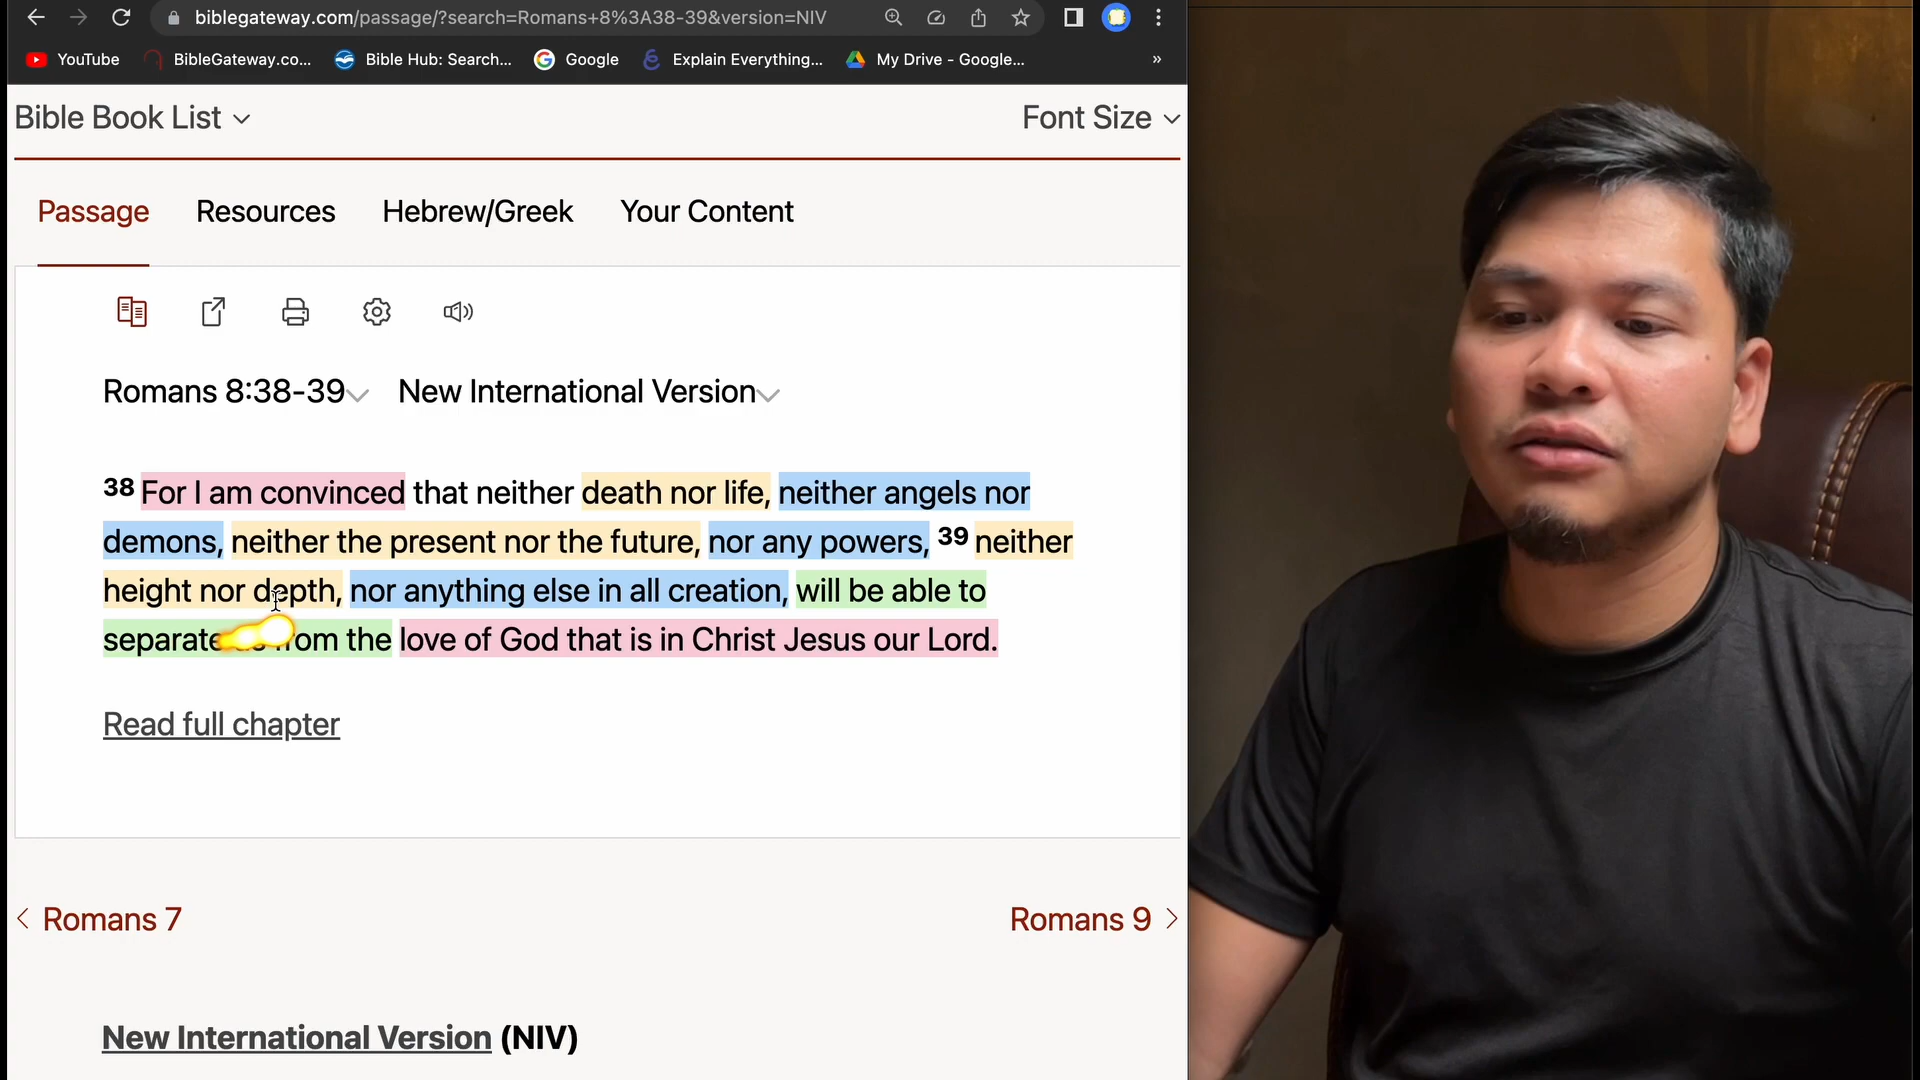 biblegateway.com/passage/?search=Romans+8%3A38-39&version=NIV
YouTube BibleGateway.co... Bible Hub: Search... Google Explain Everything... My Drive - Google... »
Bible Book List Font Size
Passage Resources Hebrew/Greek Your Content
Romans 8:38-39 New International Version
38 For I am convinced that neither death nor life, neither angels nor
demons, neither the present nor the future, nor any powers, 39 neither
height nor depth, nor anything else in all creation, will be able to
separate us from the love of God that is in Christ Jesus our Lord.
Read full chapter
Romans 7 Romans 9
New International Version (NIV)